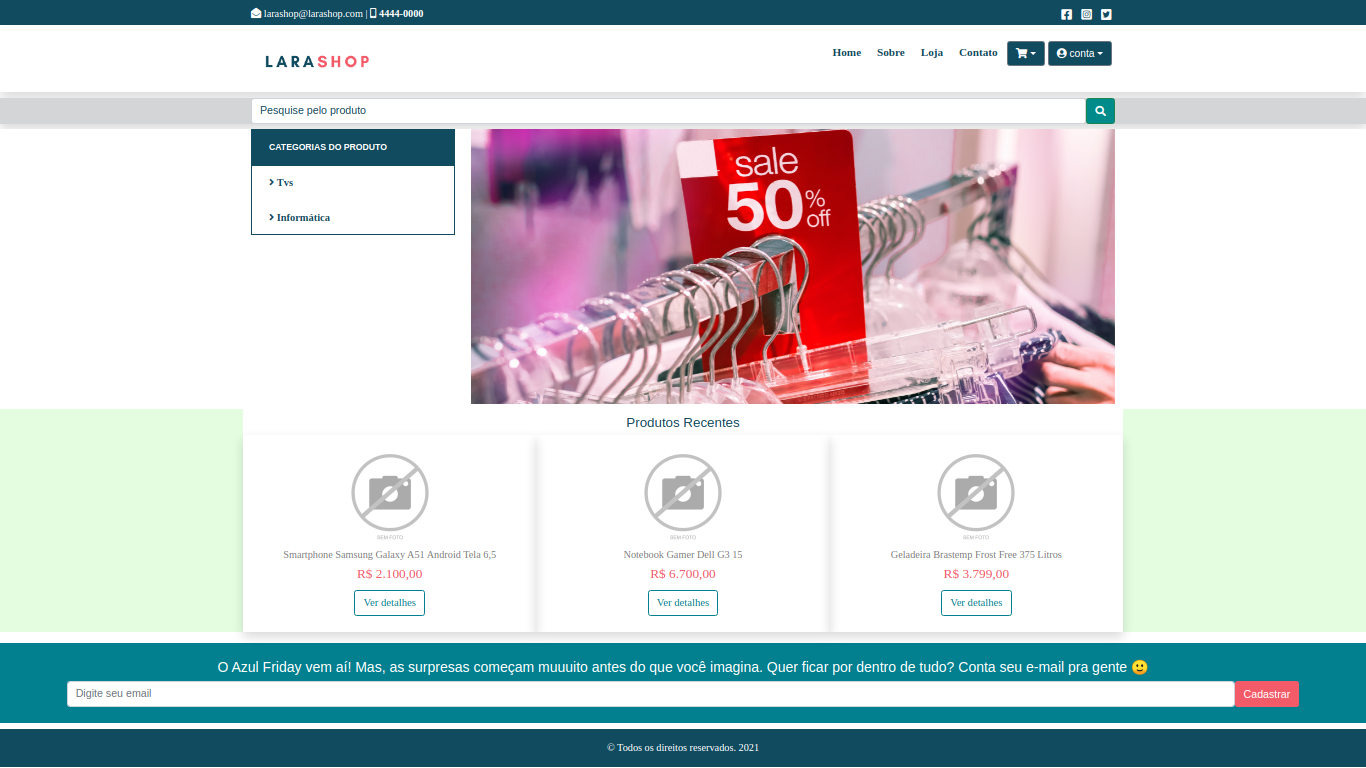 larashop@larashop.com | 4444-0000
LARASHOP
Home Sobre Loja Contato conta
Pesquise pelo produto
CATEGORIAS DO PRODUTO
Tvs
Informática
sale
50% off
Produtos Recentes
SEM FOTO SEM FOTO SEM FOTO
Smartphone Samsung Galaxy A51 Android Tela 6,5 Notebook Gamer Dell G3 15 Geladeira Brastemp Frost Free 375 Litros
R$ 2.100,00 R$ 6.700,00 R$ 3.799,00
Ver detalhes Ver detalhes Ver detalhes
O Azul Friday vem aí! Mas, as surpresas começam muuuito antes do que você imagina. Quer ficar por dentro de tudo? Conta seu e-mail pra gente 🙂
Digite seu email Cadastrar
© Todos os direitos reservados. 2021